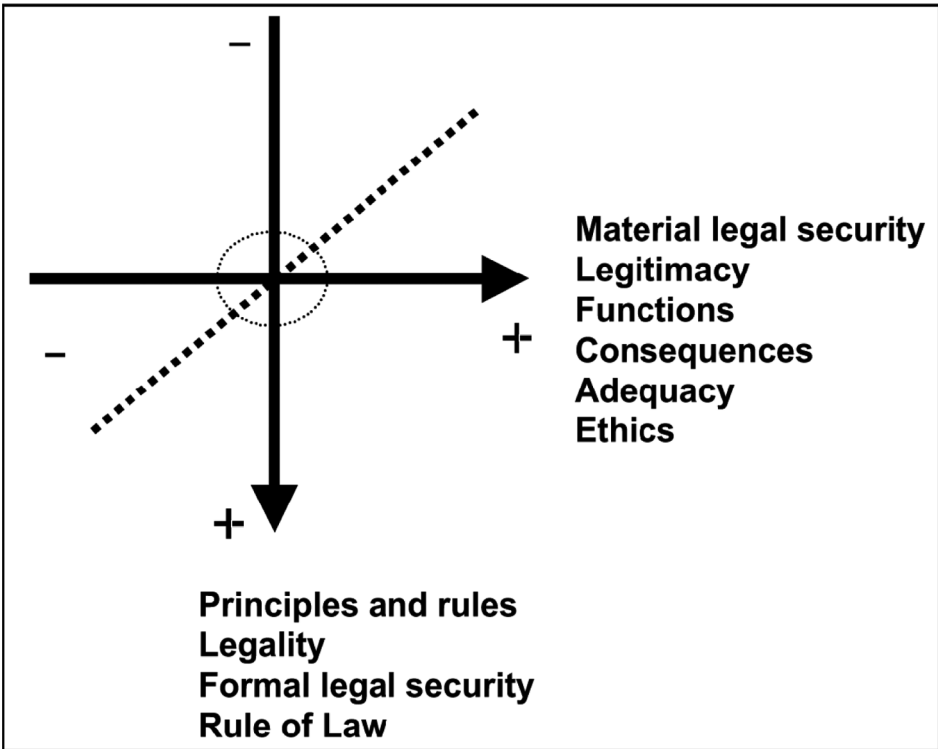 –
Material legal security
Legitimacy
Functions
Consequences
Adequacy
Ethics
–
+
+
Principles and rules
Legality
Formal legal security
Rule of Law